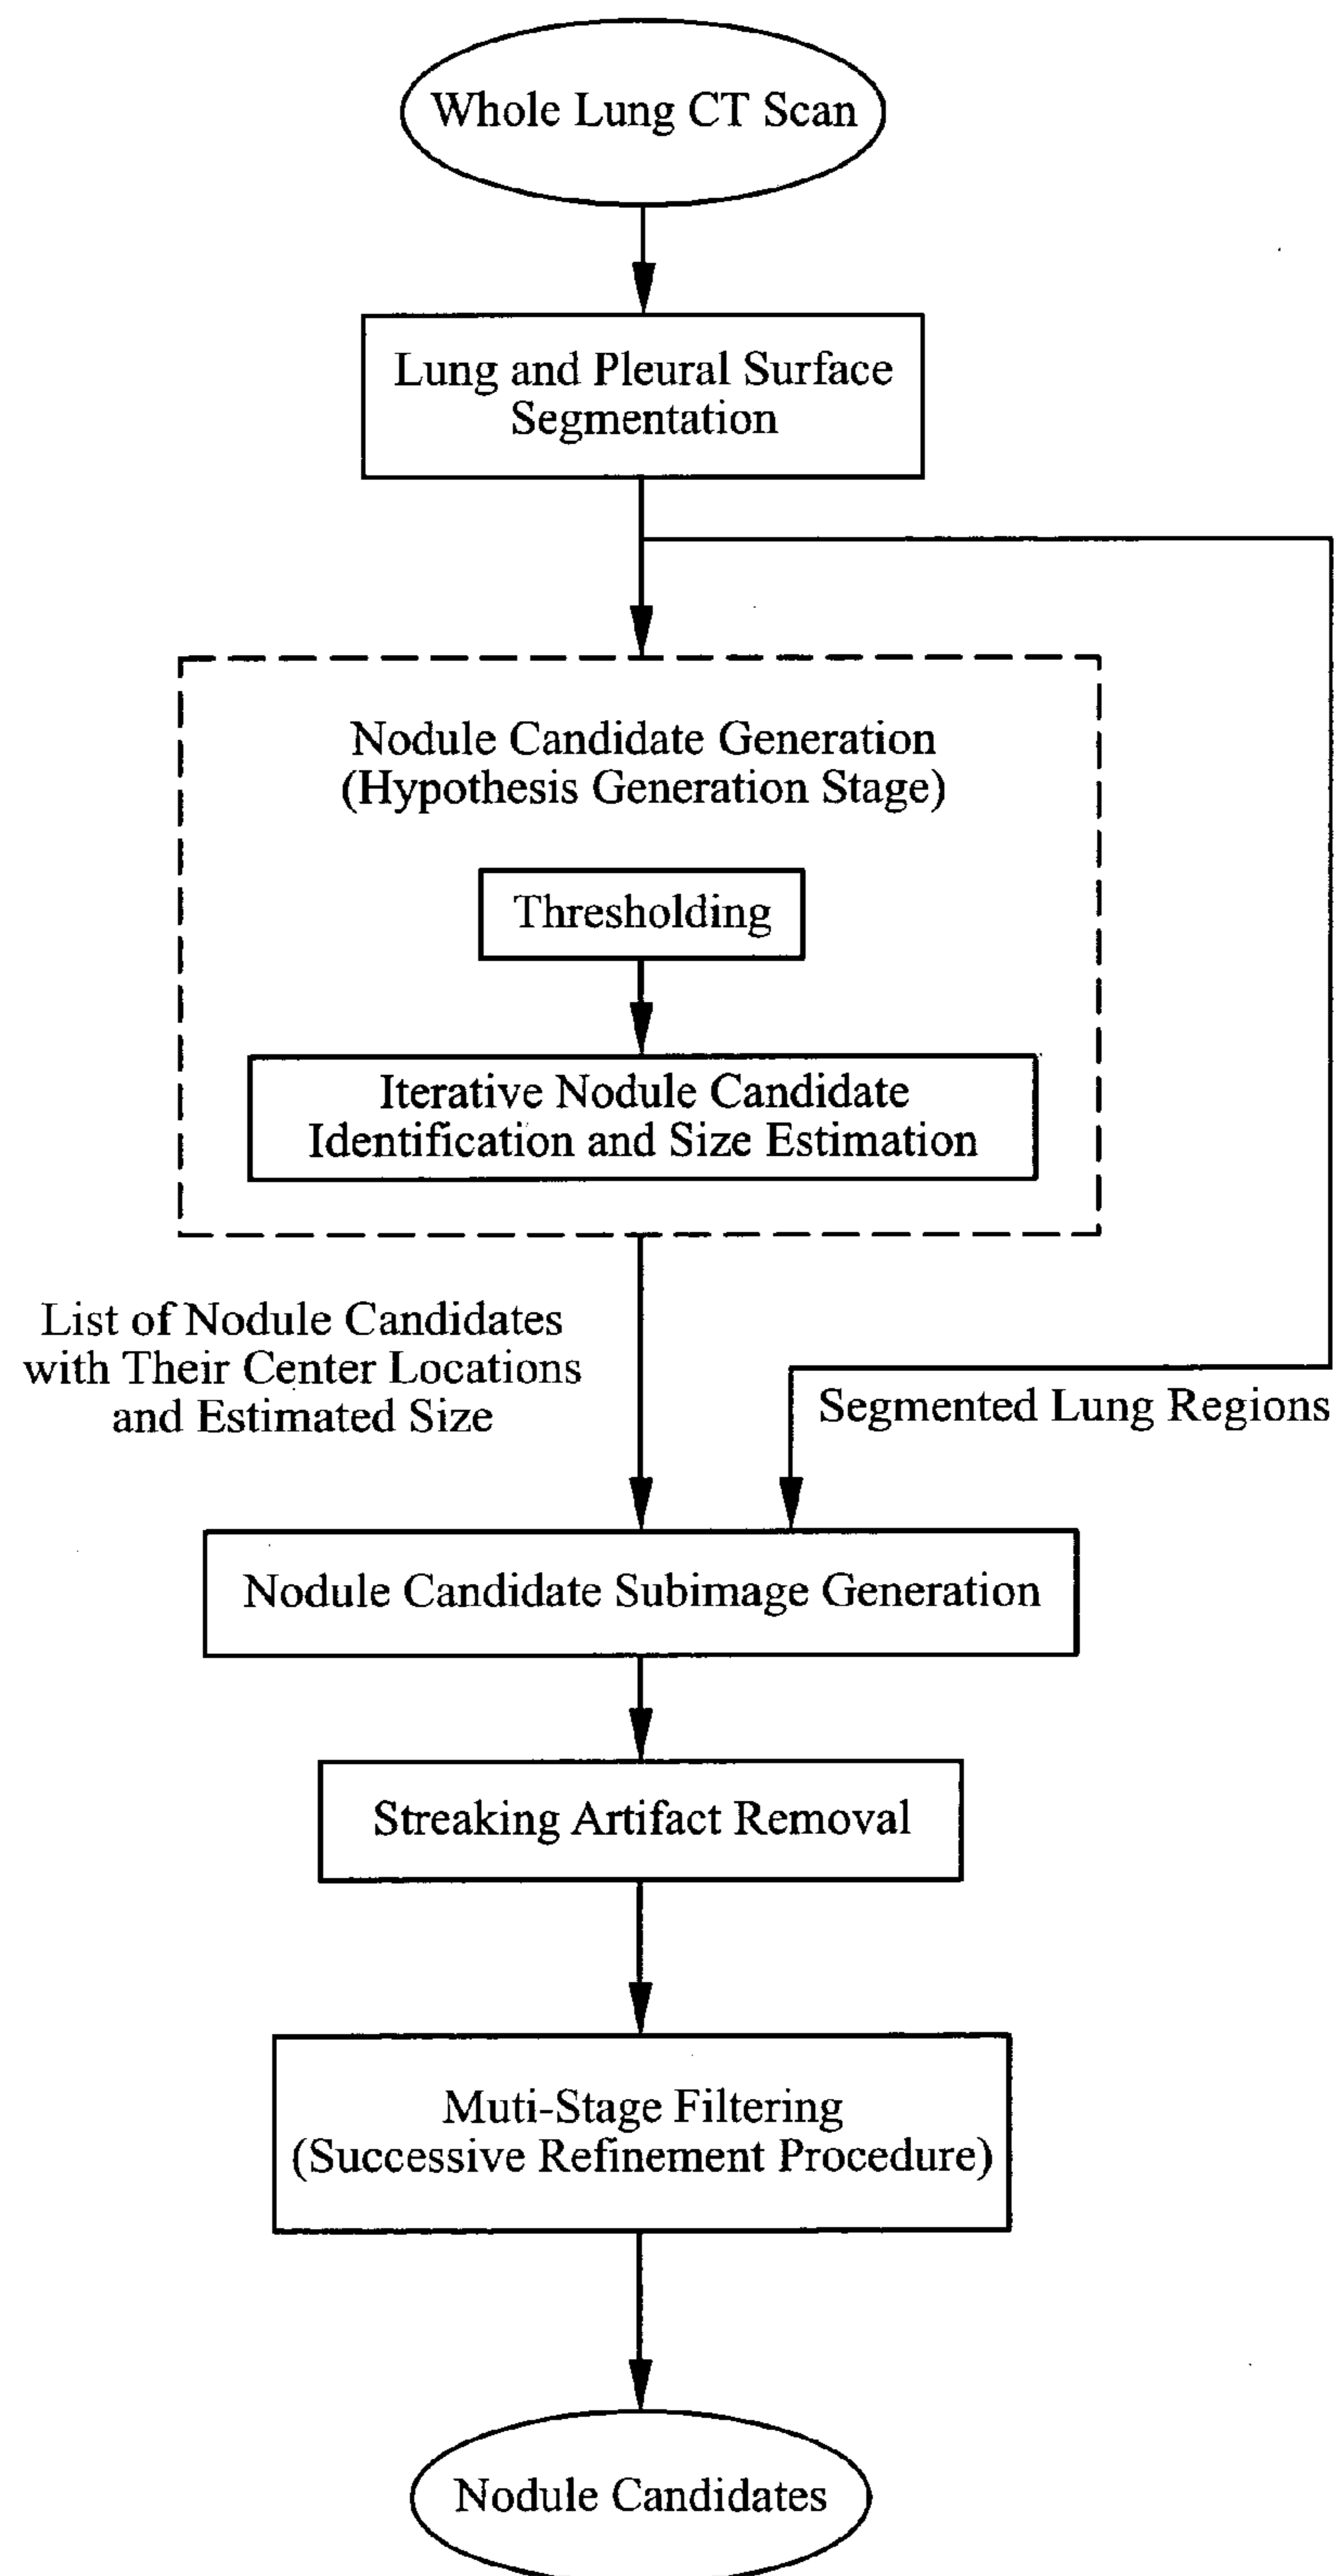 Whole Lung CT Scan
Lung and Pleural Surface
Segmentation
Nodule Candidate Generation
(Hypothesis Generation Stage)
Thresholding
Iterative Nodule Candidate
Identification and Size Estimation
List of Nodule Candidates
with Their Center Locations
and Estimated Size
Segmented Lung Regions
Nodule Candidate Subimage Generation
Streaking Artifact Removal
Muti-Stage Filtering
(Successive Refinement Procedure)
Nodule Candidates